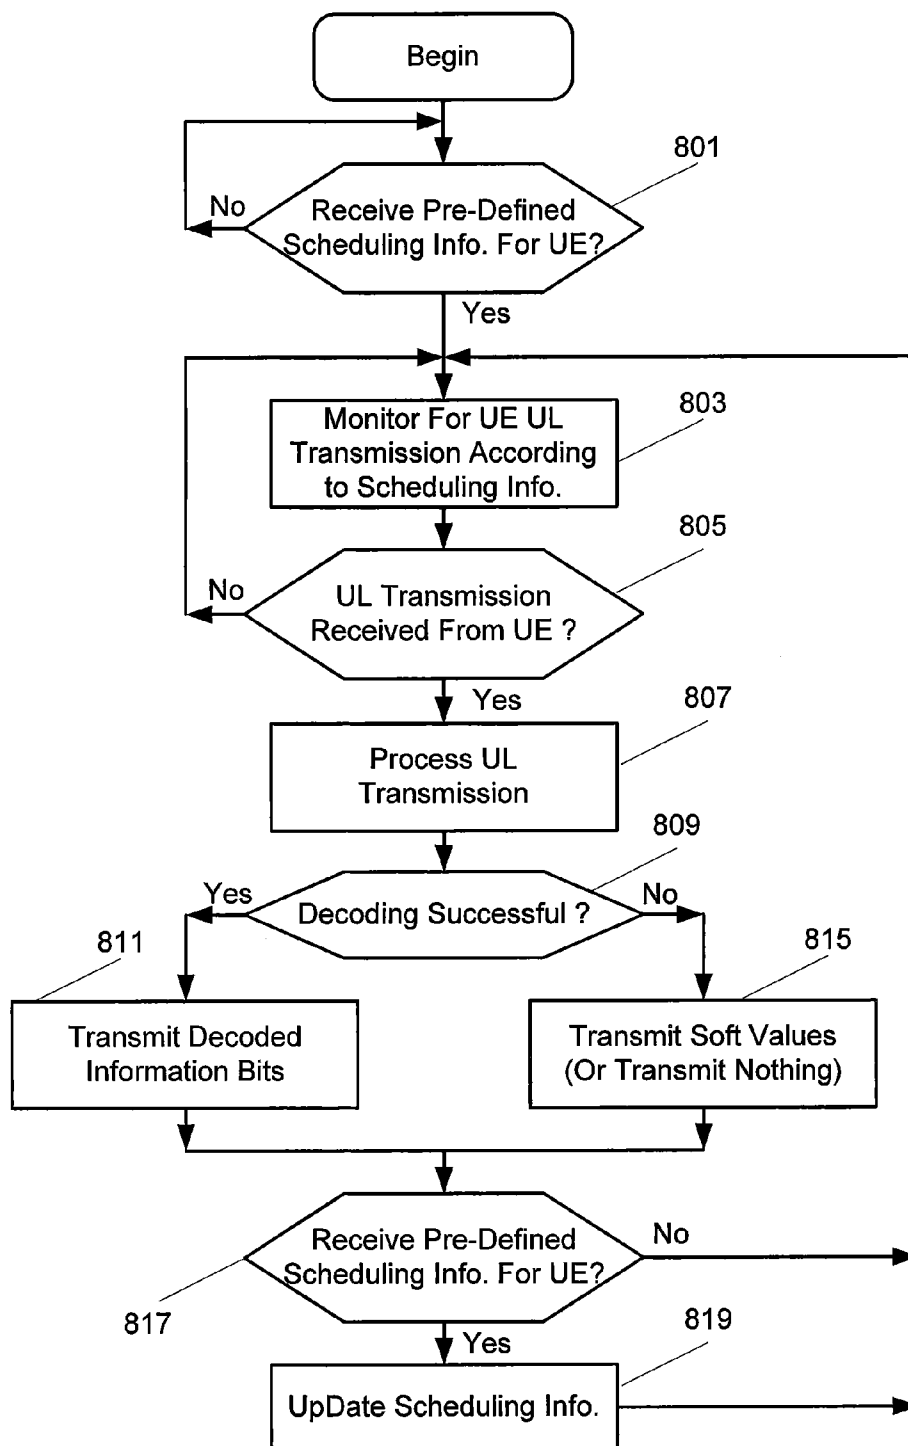 Begin
801
No
Receive Pre-Defined
Scheduling Info. For UE?
Yes
803
Monitor For UE UL
Transmission According
to Scheduling Info.
805
No
UL Transmission
Received From UE ?
Yes
807
Process UL
Transmission
809
Yes
Decoding Successful ?
No
811
815
Transmit Decoded
Information Bits
Transmit Soft Values
(Or Transmit Nothing)
Receive Pre-Defined
Scheduling Info. For UE?
No
817
Yes
819
UpDate Scheduling Info.